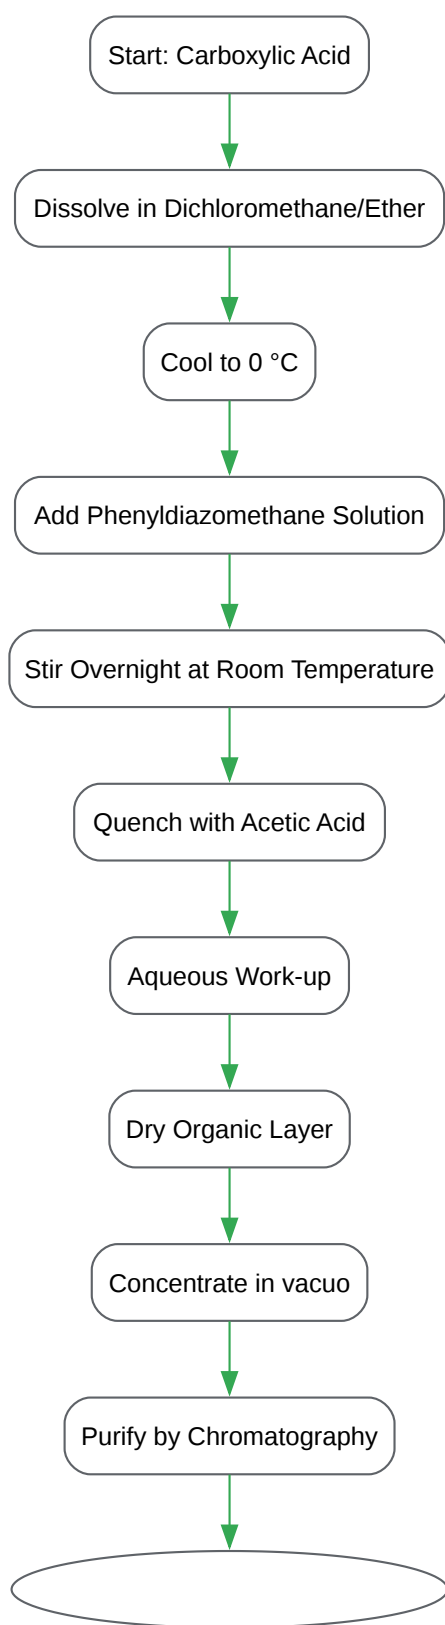 Start: Carboxylic Acid
Dissolve in Dichloromethane/Ether
Cool to 0 °C
Add Phenyldiazomethane Solution
Stir Overnight at Room Temperature
Quench with Acetic Acid
Aqueous Work-up
Dry Organic Layer
Concentrate in vacuo
Purify by Chromatography